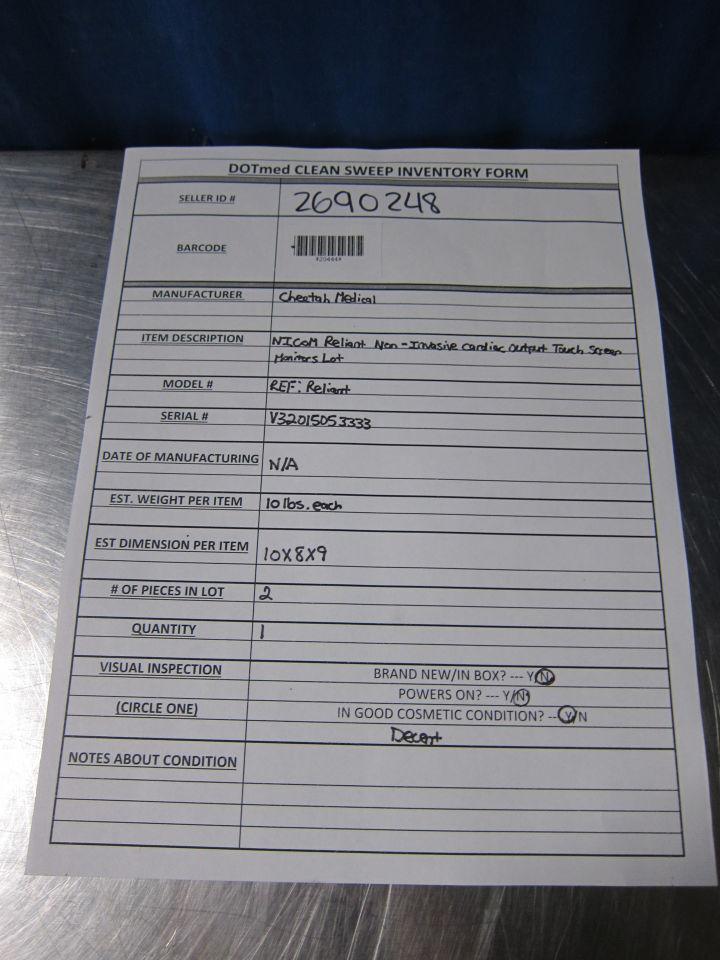 DOTmed CLEAN SWEEP INVENTORY FORM
SELLER ID # 2690248
BARCODE
MANUFACTURER Cheetah Medical
ITEM DESCRIPTION NICOM Reliant Non-Invasive Cardiac Output Touch Screen
Monitors Lot
MODEL # REF: Reliant
SERIAL # V32015053333
DATE OF MANUFACTURING N/A
EST. WEIGHT PER ITEM 10 lbs. each
EST DIMENSION PER ITEM 10X8X9
# OF PIECES IN LOT 2
QUANTITY 1
VISUAL INSPECTION BRAND NEW/IN BOX? --- Y/N
POWERS ON? --- Y/N
(CIRCLE ONE) IN GOOD COSMETIC CONDITION? -- Y/N
Decent
NOTES ABOUT CONDITION